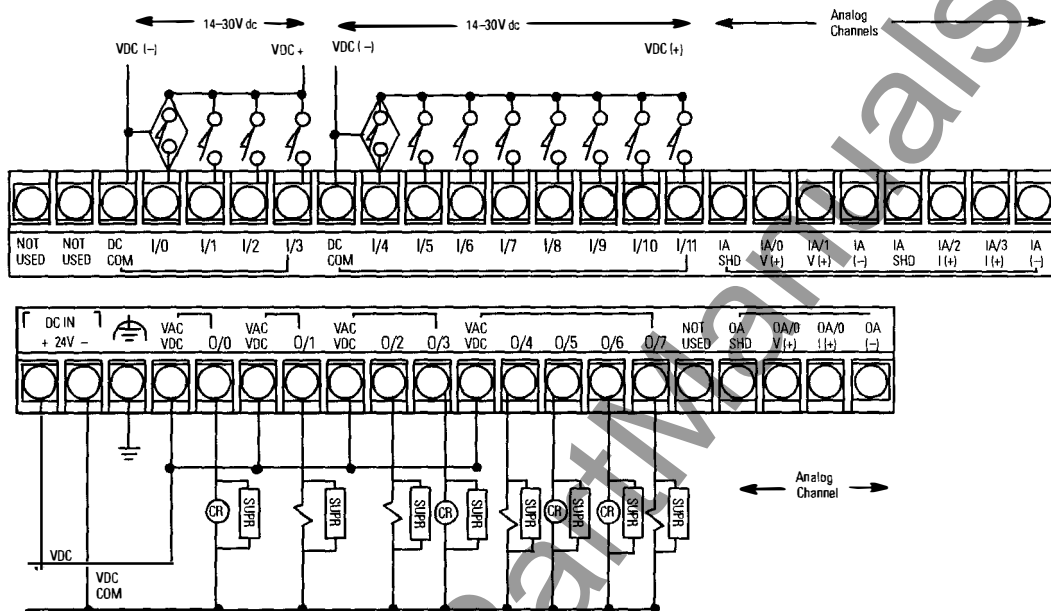 14–30V dc 14–30V dc Analog Channels
VDC (–) VDC + VDC (–) VDC (+)
NOT USED NOT USED DC COM I/0 I/1 I/2 I/3 DC COM I/4 I/5 I/6 I/7 I/8 I/9 I/10 I/11 IA SHD IA/0 V (+) IA/1 V (+) IA (–) IA SHD IA/2 I (+) IA/3 I (+) IA (–)
DC IN + 24V – VAC VDC O/0 VAC VDC O/1 VAC VDC O/2 O/3 VAC VDC O/4 O/5 O/6 O/7 NOT USED OA SHD OA/0 V (+) OA/0 I (+) OA (–)
Analog Channel
CR SUPR SUPR SUPR CR SUPR SUPR CR SUPR CR SUPR SUPR
VDC
VDC COM
artManuals